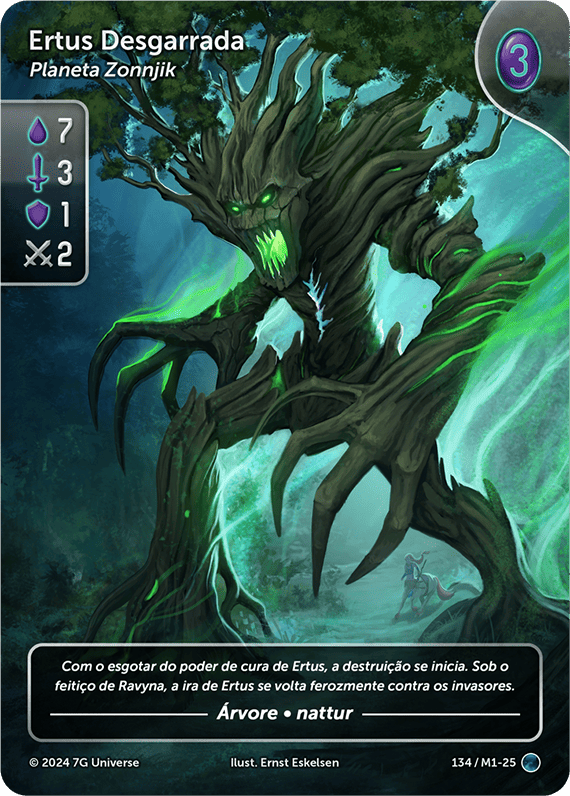 Ertus Desgarrada
Planeta Zonnjik
3
7
3
1
2
Com o esgotar do poder de cura de Ertus, a destruição se inicia. Sob o
feitiço de Ravyna, a ira de Ertus se volta ferozmente contra os invasores.
Árvore • nattur
© 2024 7G Universe
Ilust. Ernst Eskelsen
134 / M1-25